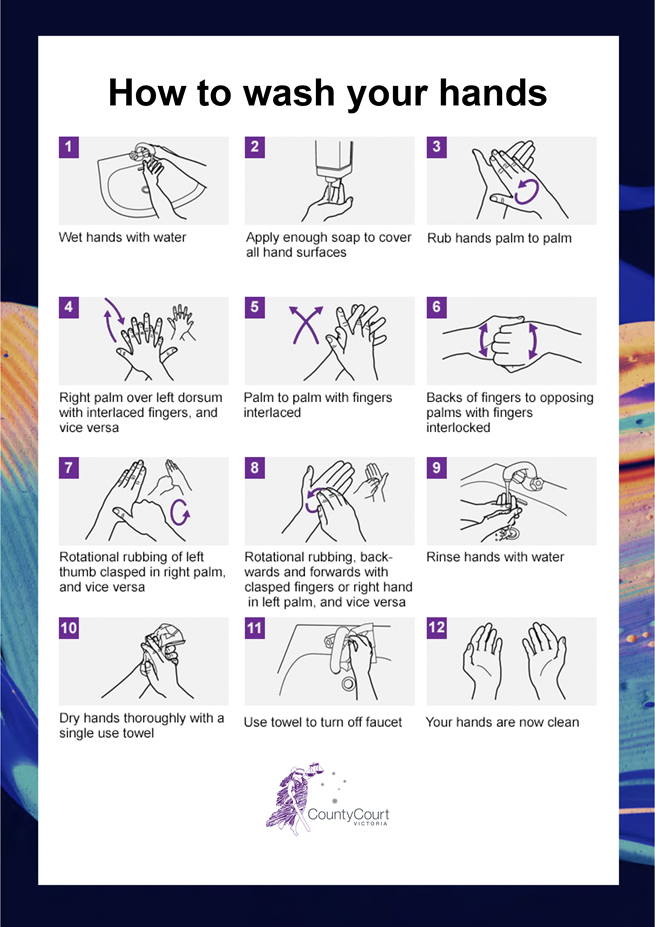 How to wash your hands
1
Wet hands with water
2
Apply enough soap to cover
all hand surfaces
3
Rub hands palm to palm
4
Right palm over left dorsum
with interlaced fingers, and
vice versa
5
Palm to palm with fingers
interlaced
6
Backs of fingers to opposing
palms with fingers
interlocked
7
Rotational rubbing of left
thumb clasped in right palm,
and vice versa
8
Rotational rubbing, back-
wards and forwards with
clasped fingers or right hand
in left palm, and vice versa
9
Rinse hands with water
10
Dry hands thoroughly with a
single use towel
11
Use towel to turn off faucet
12
Your hands are now clean
CountyCourt
VICTORIA